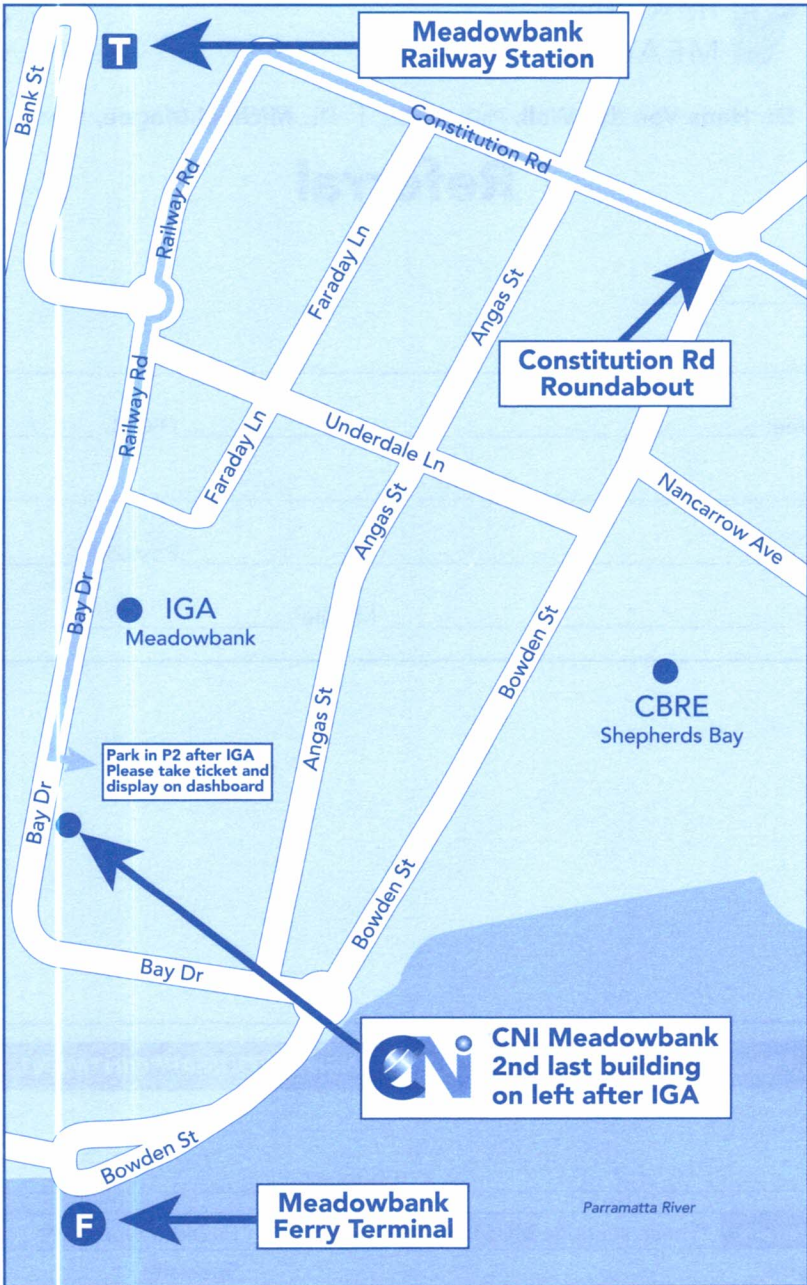 Bank St
T
Meadowbank
Railway Station
Constitution Rd
Railway Rd
Faraday Ln
Angas St
Constitution Rd
Roundabout
Railway Rd
Faraday Ln
Underdale Ln
Angas St
Nancarrow Ave
Bay Dr
IGA
Meadowbank
Bowden St
CBRE
Shepherds Bay
Angas St
Park in P2 after IGA
Please take ticket and
display on dashboard
Bay Dr
Bowden St
Bay Dr
CNi
CNI Meadowbank
2nd last building
on left after IGA
Bowden St
F
Meadowbank
Ferry Terminal
Parramatta River